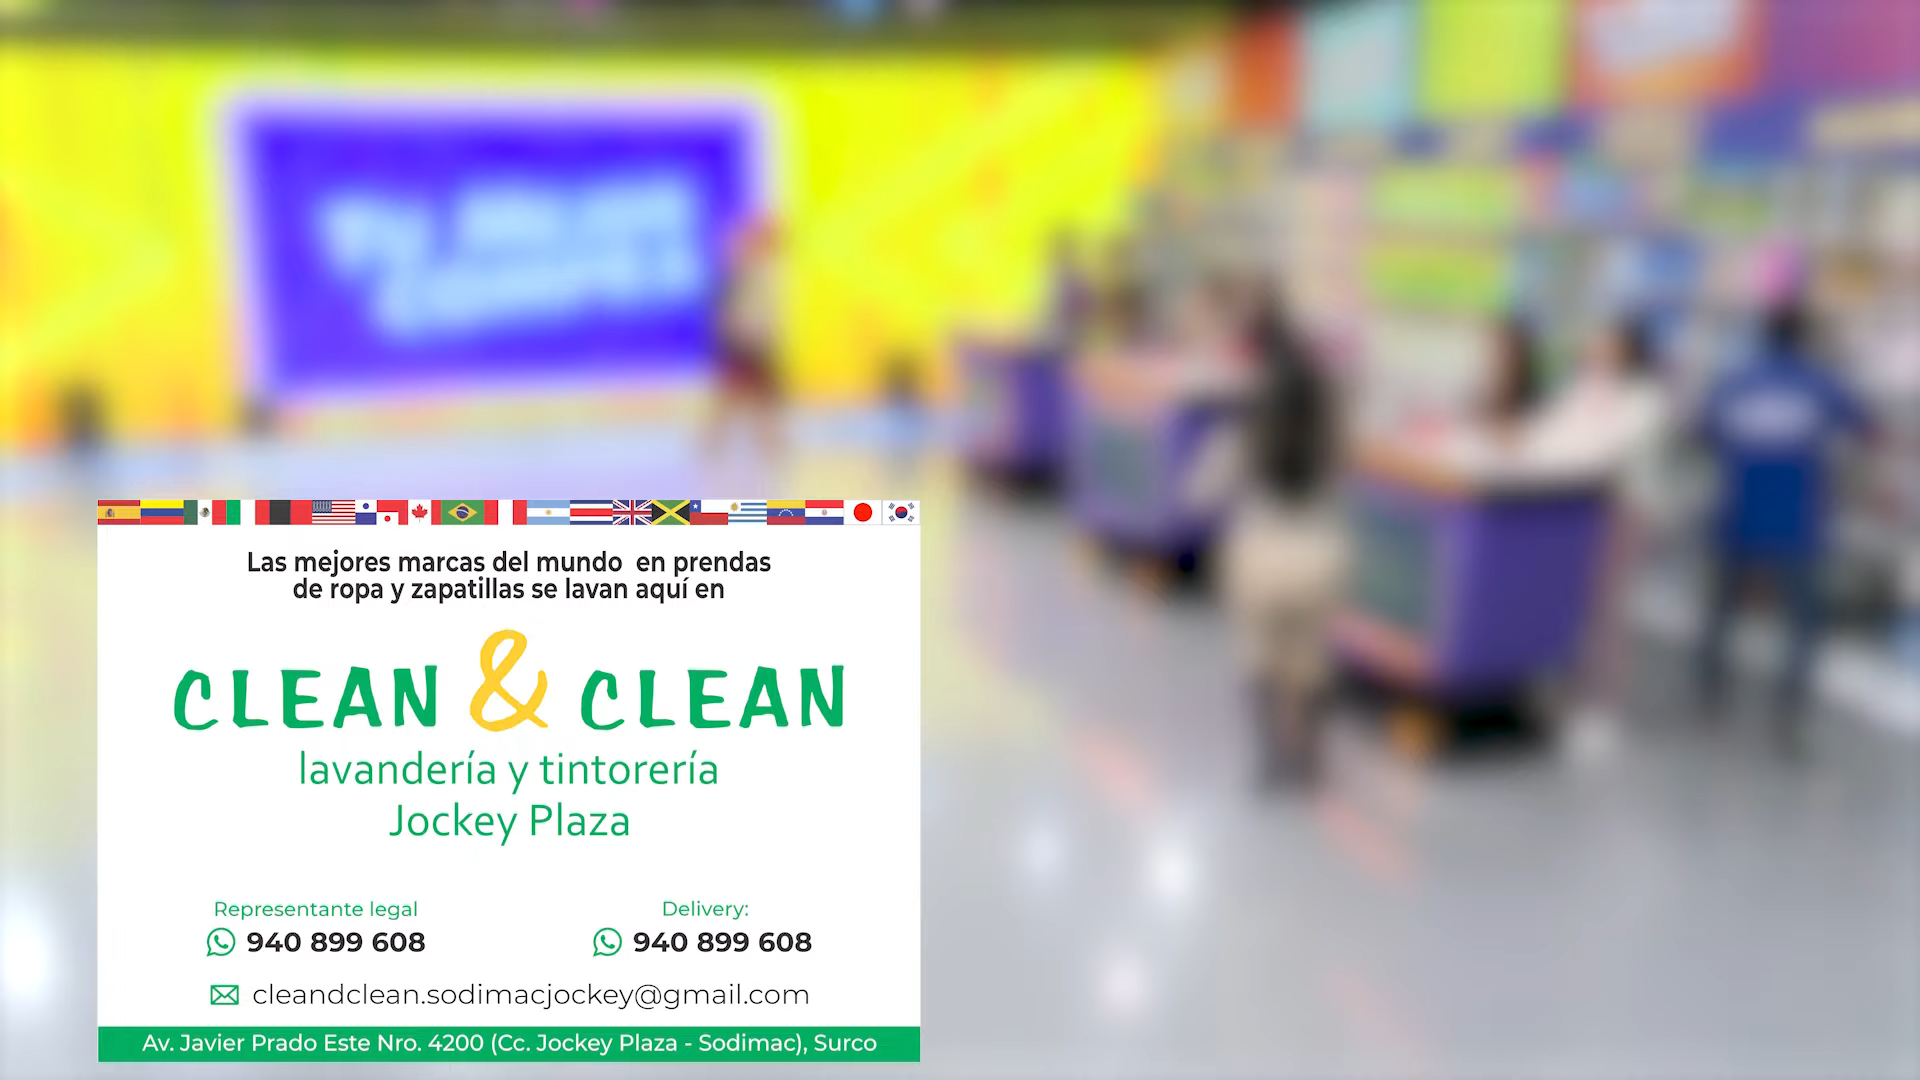 Las mejores marcas del mundo en prendas
de ropa y zapatillas se lavan aquí en
CLEAN & CLEAN
lavandería y tintorería
Jockey Plaza
Representante legal
940 899 608
Delivery:
940 899 608
cleandclean.sodimacjockey@gmail.com
Av. Javier Prado Este Nro. 4200 (Cc. Jockey Plaza - Sodimac), Surco